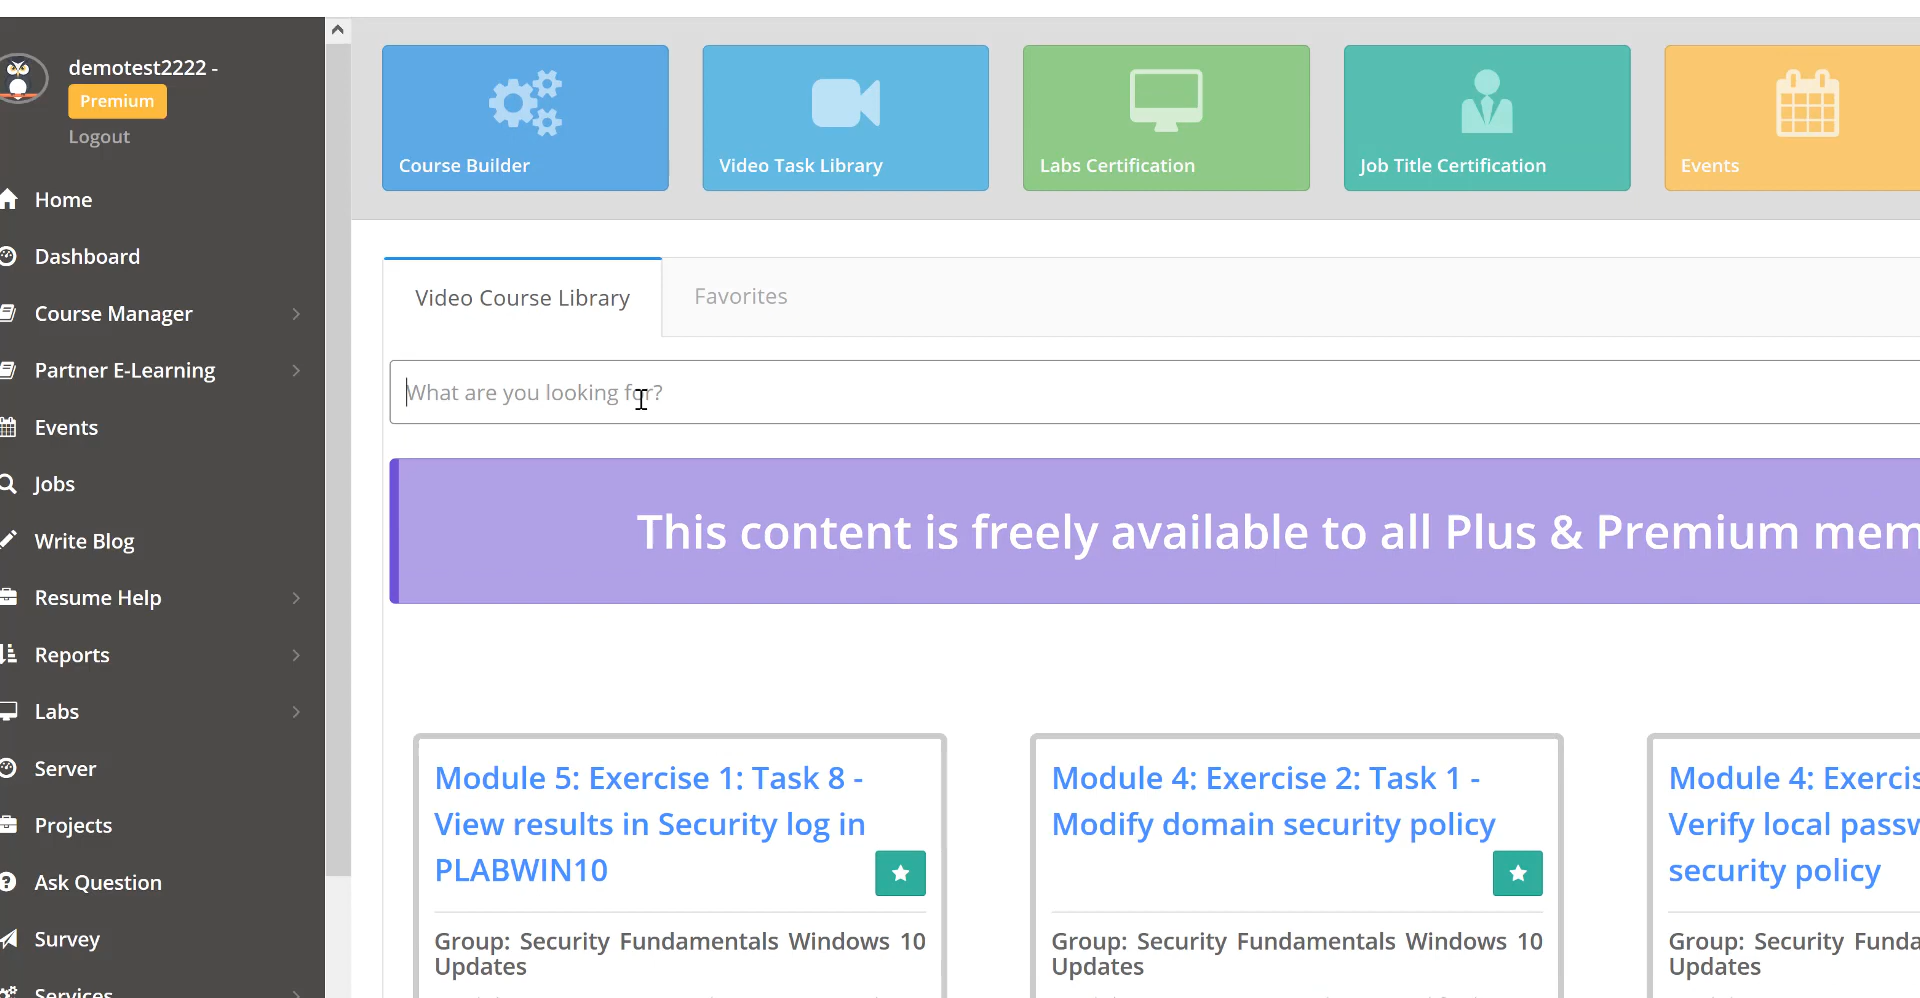 demotest2222 -
Premium
Logout
Home
Dashboard
Course Manager
Partner E-Learning
Events
Jobs
Write Blog
Resume Help
Reports
Labs
Server
Projects
Ask Question
Survey
Services
Course Builder
Video Task Library
Labs Certification
Job Title Certification
Events
Video Course Library
Favorites
What are you looking for?
This content is freely available to all Plus & Premium mem
Module 5: Exercise 1: Task 8 -
View results in Security log in
PLABWIN10
Group: Security Fundamentals Windows 10
Updates
Module 4: Exercise 2: Task 1 -
Modify domain security policy
Group: Security Fundamentals Windows 10
Updates
Module 4: Exercis
Verify local passw
security policy
Group: Security Funda
Updates